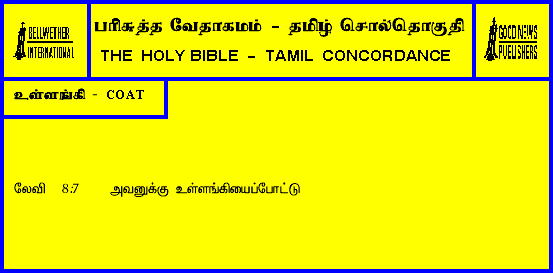 BELLWETHER
INTERNATIONAL
பரிசுத்த வேதாகமம் - தமிழ் சொல்தொகுதி
THE HOLY BIBLE - TAMIL CONCORDANCE
GOOD NEWS
PUBLISHERS
உள்ளங்கி - COAT
லேவி 8:7 அவனுக்கு உள்ளங்கியைப்போட்டு